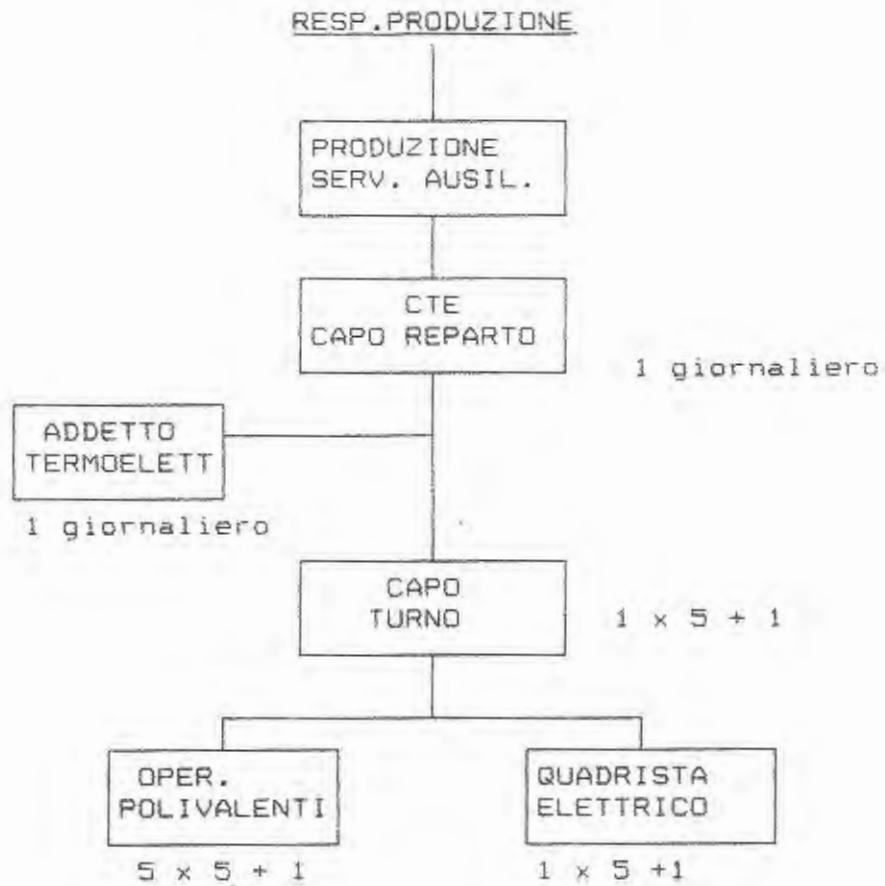 RESP.PRODUZIONE
PRODUZIONE
SERV. AUSIL.
CTE
CAPO REPARTO
1 giornaliero
ADDETTO
TERMOELETT
1 giornaliero
CAPO
TURNO
1 x 5 + 1
OPER.
POLIVALENTI
5 x 5 + 1
QUADRISTA
ELETTRICO
1 x 5 +1